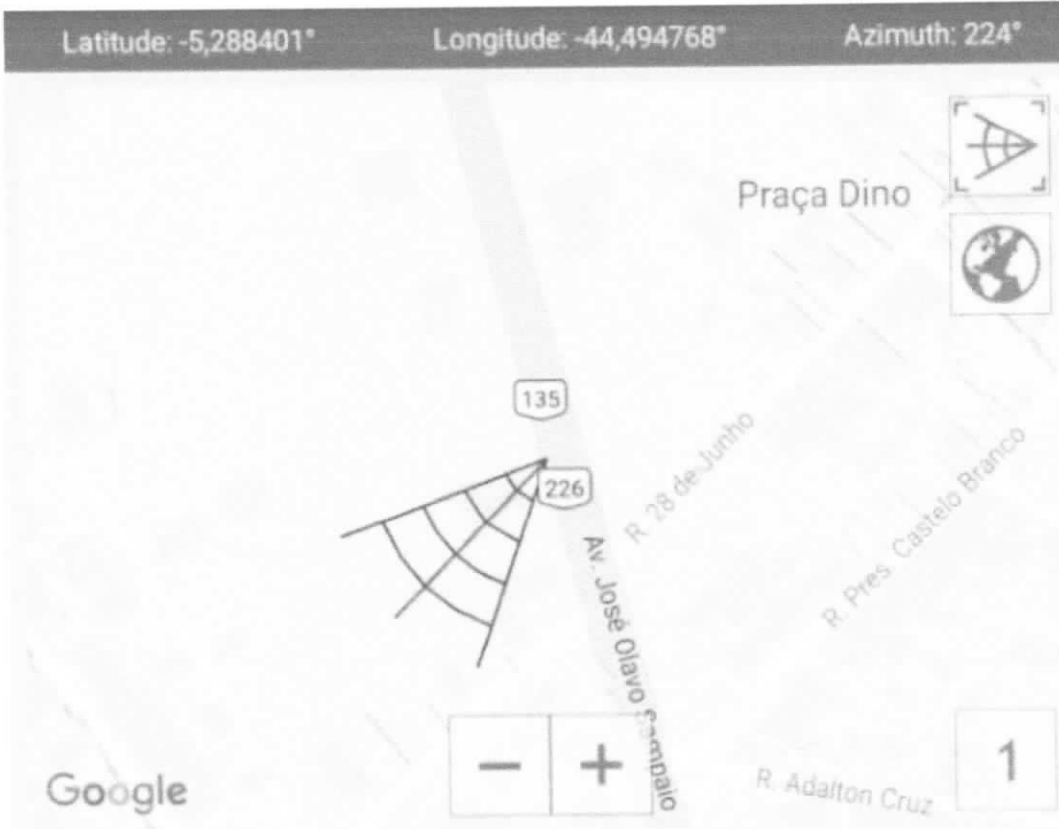 Latitude: -5,288401° Longitude: -44,494768° Azimuth: 224°
Praça Dino
135
226
R. 28 de Junho
R. Pres. Castelo Branco
Av. José Olavo Sampaio
- +
1
Google
R. Adalton Cruz